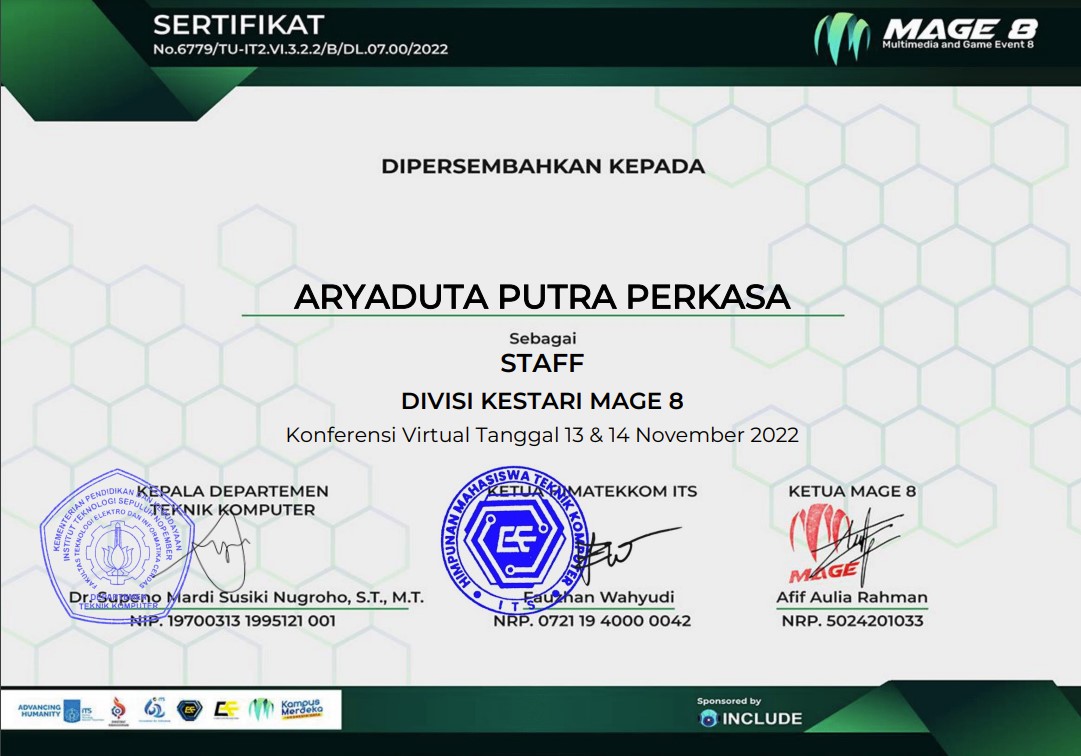 SERTIFIKAT
No.6779/TU-IT2.VI.3.2.2/B/DL.07.00/2022
MAGE 8
Multimedia and Game Event 8
DIPERSEMBAHKAN KEPADA
ARYADUTA PUTRA PERKASA
Sebagai
STAFF
DIVISI KESTARI MAGE 8
Konferensi Virtual Tanggal 13 & 14 November 2022
KEPALA DEPARTEMEN
TEKNIK KOMPUTER
KEMENTERIAN PENDIDIKAN DAN KEBUDAYAAN
INSTITUT TEKNOLOGI SEPULUH NOPEMBER
FAKULTAS TEKNOLOGI ELEKTRO DAN INFORMATIKA CERDAS
DEPARTEMEN
TEKNIK KOMPUTER
Dr. Supeno Mardi Susiki Nugroho, S.T., M.T.
NIP. 19700313 1995121 001
KETUA HIMATEKKOM ITS
HIMPUNAN MAHASISWA TEKNIK KOMPUTER
ITS
Fauzhan Wahyudi
NRP. 0721 19 4000 0042
KETUA MAGE 8
MAGE
Afif Aulia Rahman
NRP. 5024201033
ADVANCING
HUMANITY
ITS
Kampus
Merdeka
Sponsored by
INCLUDE